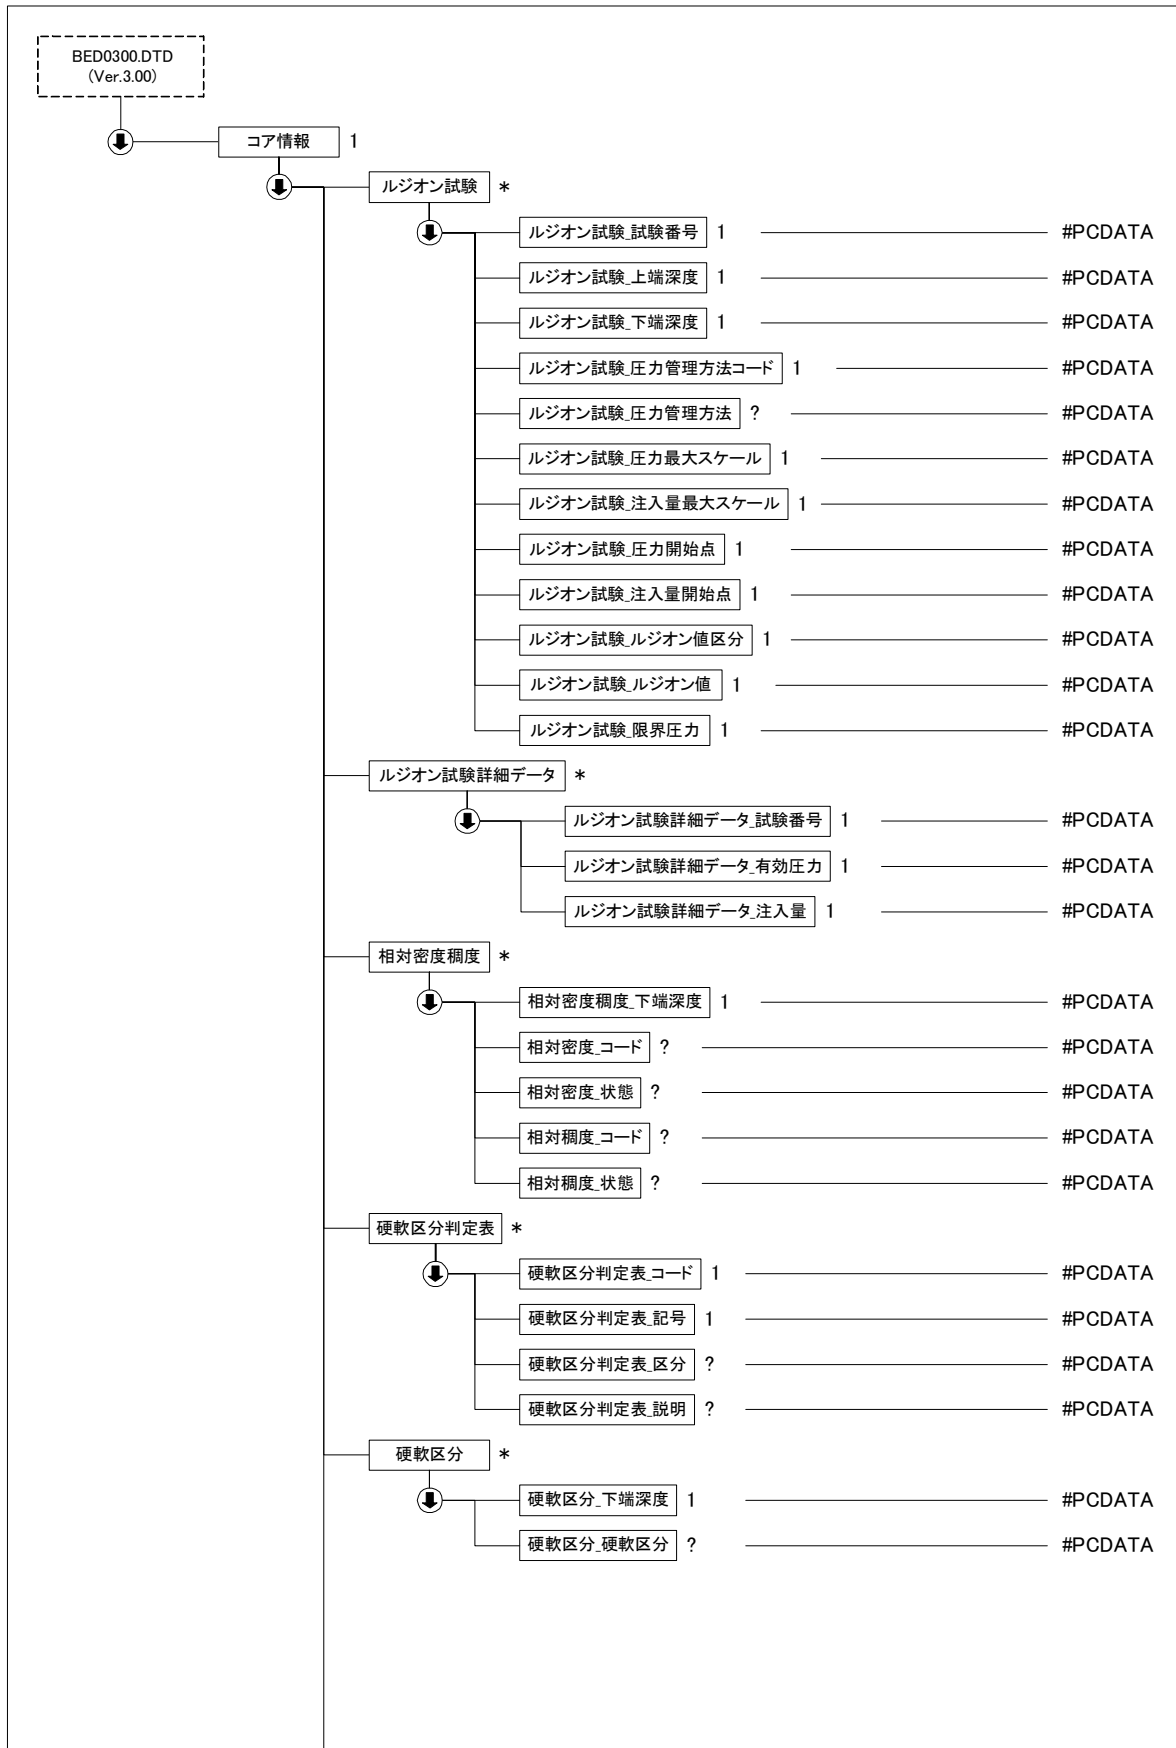 BED0300.DTD
(Ver.3.00)
コア情報 1
ルジオン試験 *
ルジオン試験_試験番号 1 #PCDATA
ルジオン試験_上端深度 1 #PCDATA
ルジオン試験_下端深度 1 #PCDATA
ルジオン試験_圧力管理方法コード 1 #PCDATA
ルジオン試験_圧力管理方法 ? #PCDATA
ルジオン試験_圧力最大スケール 1 #PCDATA
ルジオン試験_注入量最大スケール 1 #PCDATA
ルジオン試験_圧力開始点 1 #PCDATA
ルジオン試験_注入量開始点 1 #PCDATA
ルジオン試験_ルジオン値区分 1 #PCDATA
ルジオン試験_ルジオン値 1 #PCDATA
ルジオン試験_限界圧力 1 #PCDATA
ルジオン試験詳細データ *
ルジオン試験詳細データ_試験番号 1 #PCDATA
ルジオン試験詳細データ_有効圧力 1 #PCDATA
ルジオン試験詳細データ_注入量 1 #PCDATA
相対密度稠度 *
相対密度稠度_下端深度 1 #PCDATA
相対密度_コード ? #PCDATA
相対密度_状態 ? #PCDATA
相対稠度_コード ? #PCDATA
相対稠度_状態 ? #PCDATA
硬軟区分判定表 *
硬軟区分判定表_コード 1 #PCDATA
硬軟区分判定表_記号 1 #PCDATA
硬軟区分判定表_区分 ? #PCDATA
硬軟区分判定表_説明 ? #PCDATA
硬軟区分 *
硬軟区分_下端深度 1 #PCDATA
硬軟区分_硬軟区分 ? #PCDATA